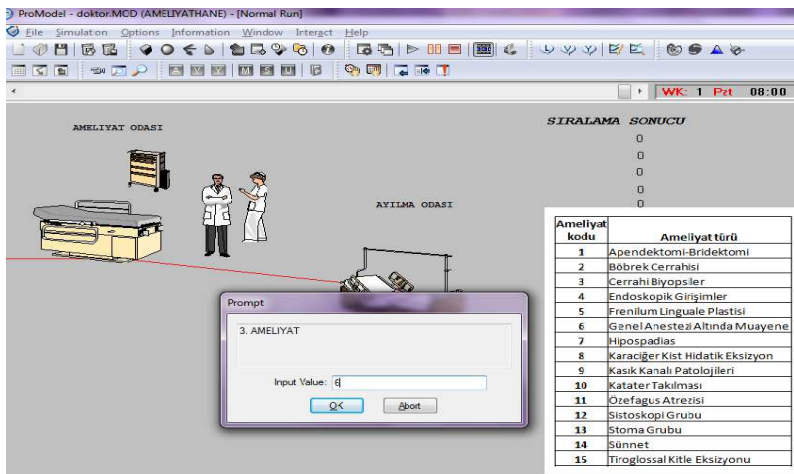 ProModel - doktor.MOD (AMELIYATHANE) - [Normal Run]
File Simulation Options Information Window Interact Help
WK: 1 Pzt 08:00
SIRALAMA SONUCU
0
0
0
0
0
AMELIYAT ODASI
AYILMA ODASI
Prompt
3. AMELIYAT
Input Value: 6
OK Abort
Ameliyat kodu Ameliyat türü
1 Apendektomi-Bridektomi
2 Böbrek Cerrahisi
3 Cerrahi Biyopsiler
4 Endoskopik Girişimler
5 Frenilum Linguale Plastisi
6 Genel Anestezi Altında Muayene
7 Hipospadias
8 Karaciğer Kist Hidatik Eksizyon
9 Kasık Kanalı Patolojileri
10 Katater Takılması
11 Özefagus Atrezisi
12 Sistoskopi Grubu
13 Stoma Grubu
14 Sünnet
15 Tiroglossal Kitle Eksizyonu